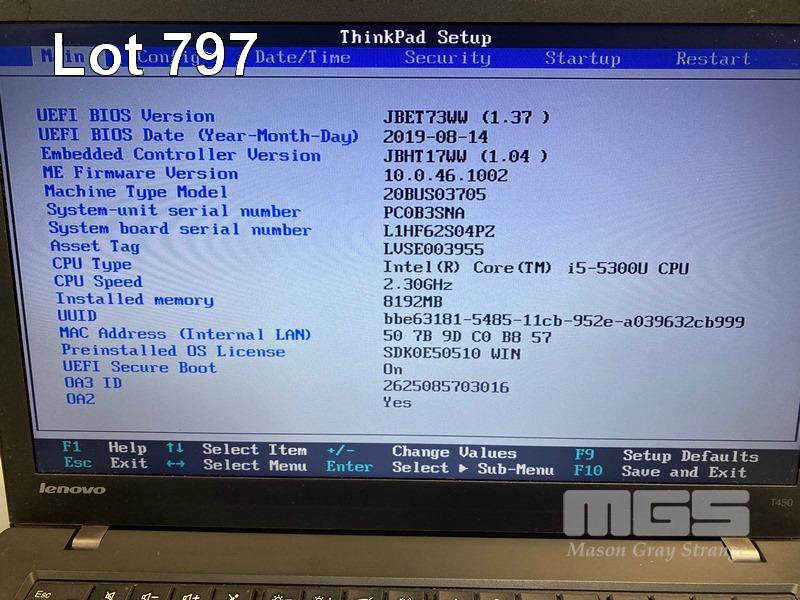 Lot 797
ThinkPad Setup
Main Config Date/Time Security Startup Restart
UEFI BIOS Version JBET73WW (1.37 )
UEFI BIOS Date (Year-Month-Day) 2019-08-14
Embedded Controller Version JBHT17WW (1.04 )
ME Firmware Version 10.0.46.1002
Machine Type Model 20BUS03705
System-unit serial number PC0B3SNA
System board serial number L1HF62S04PZ
Asset Tag LVSE003955
CPU Type Intel(R) Core(TM) i5-5300U CPU
CPU Speed 2.30GHz
Installed memory 8192MB
UUID bbe63181-5485-11cb-952e-a039632cb999
MAC Address (Internal LAN) 50 7B 9D C0 B8 57
Preinstalled OS License SDK0E50510 WIN
UEFI Secure Boot On
OA3 ID 2625085703016
OA2 Yes
F1 Help ↑↓ Select Item +/- Change Values F9 Setup Defaults
Esc Exit ←→ Select Menu Enter Select ▶ Sub-Menu F10 Save and Exit
lenovo
T450
MGS
Mason Gray Strange
Esc